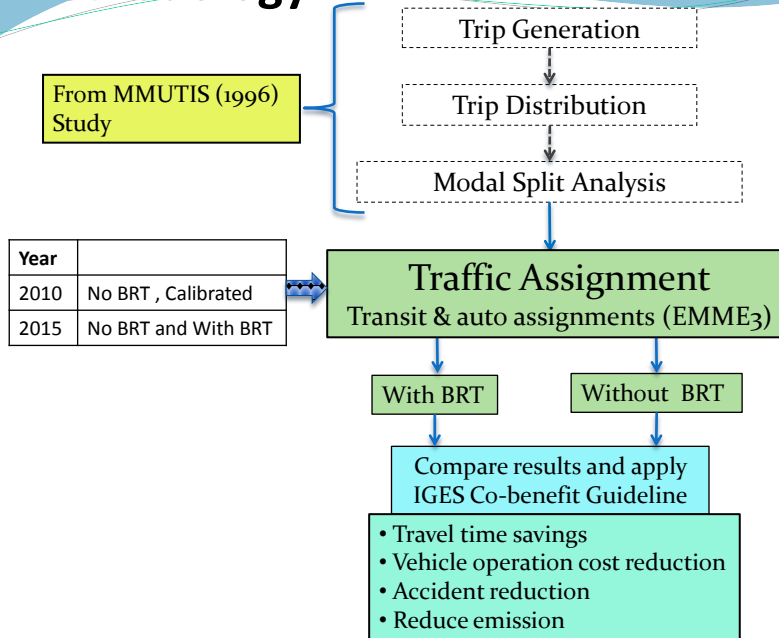 Trip Generation
From MMUTIS (1996)
Study
Trip Distribution
Modal Split Analysis
Year
2010 No BRT , Calibrated
2015 No BRT and With BRT
Traffic Assignment
Transit & auto assignments (EMME3)
With BRT
Without BRT
Compare results and apply
IGES Co-benefit Guideline
• Travel time savings
• Vehicle operation cost reduction
• Accident reduction
• Reduce emission